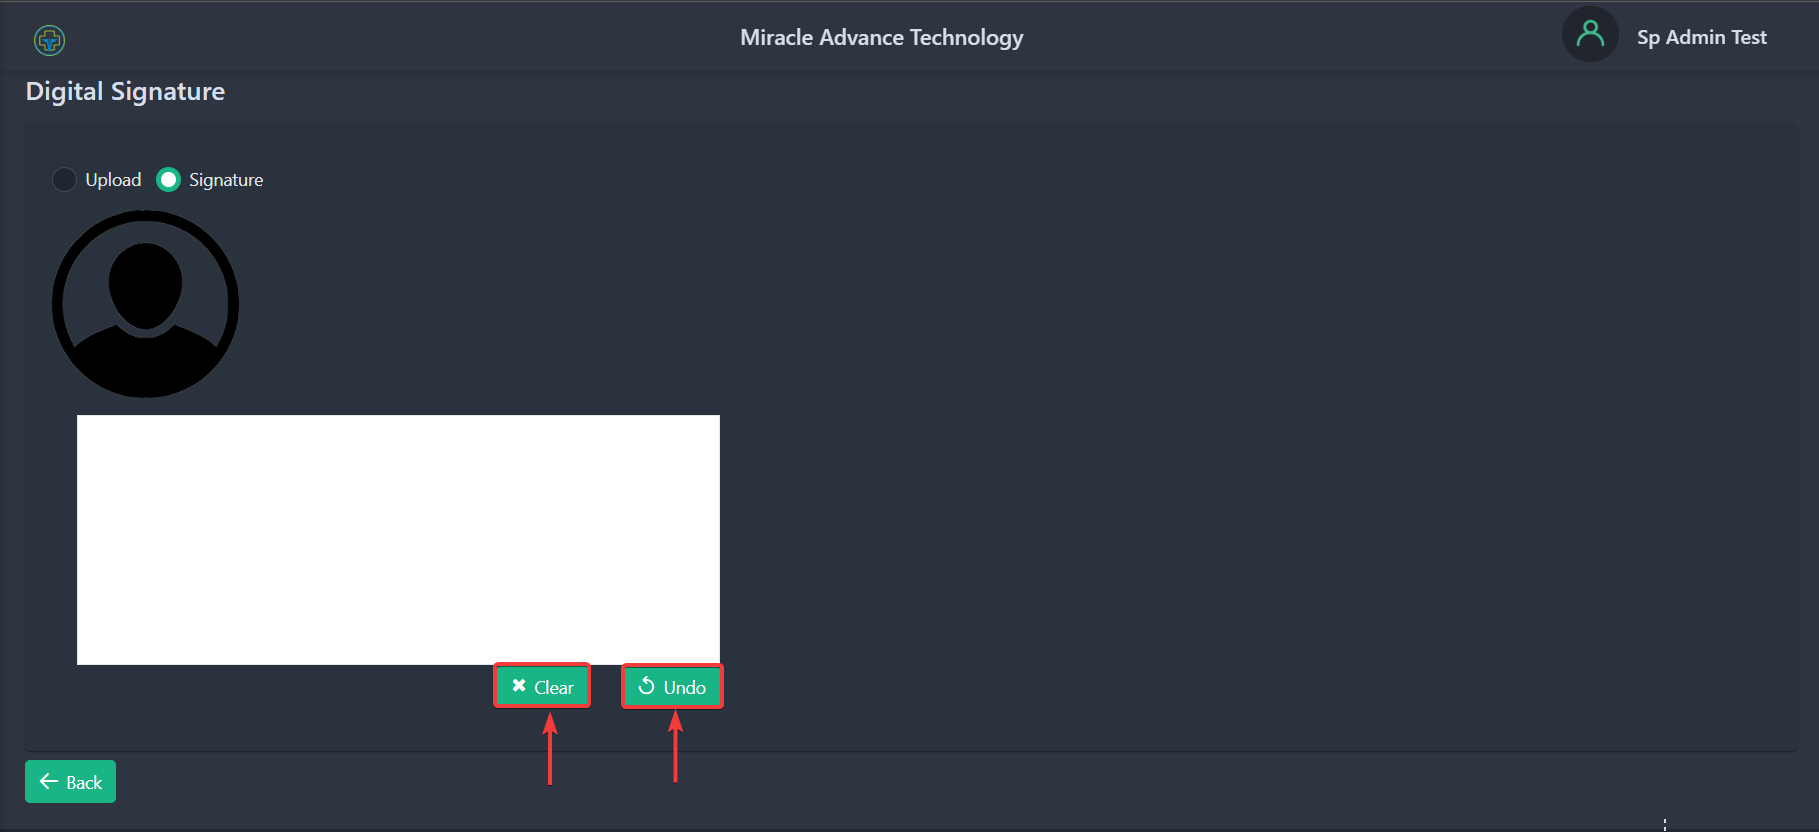 Miracle Advance Technology
Sp Admin Test
Digital Signature
Upload Signature
Clear Undo
Back